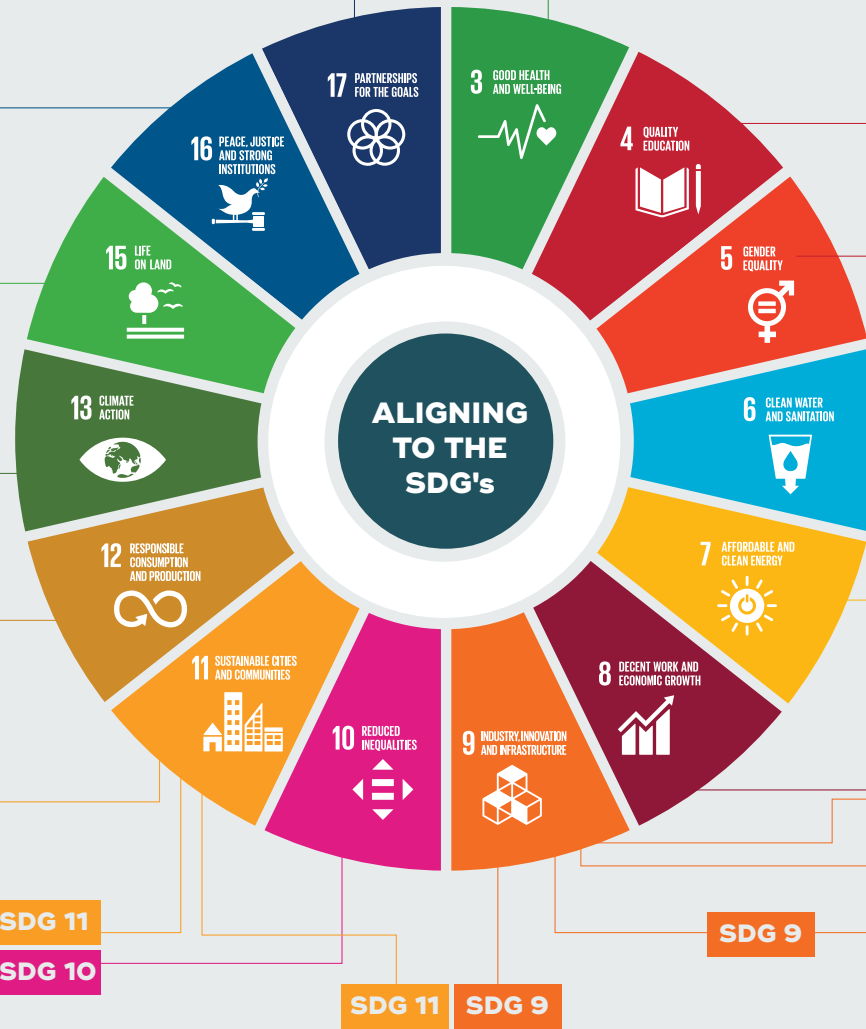 17 PARTNERSHIPS
FOR THE GOALS
3 GOOD HEALTH
AND WELL-BEING
4 QUALITY
EDUCATION
5 GENDER
EQUALITY
6 CLEAN WATER
AND SANITATION
7 AFFORDABLE AND
CLEAN ENERGY
8 DECENT WORK AND
ECONOMIC GROWTH
9 INDUSTRY, INNOVATION
AND INFRASTRUCTURE
10 REDUCED
INEQUALITIES
11 SUSTAINABLE CITIES
AND COMMUNITIES
12 RESPONSIBLE
CONSUMPTION
AND PRODUCTION
13 CLIMATE
ACTION
15 LIFE
ON LAND
16 PEACE, JUSTICE
AND STRONG
INSTITUTIONS
ALIGNING
TO THE
SDG's
SDG 11
SDG 10
SDG 11
SDG 9
SDG 9